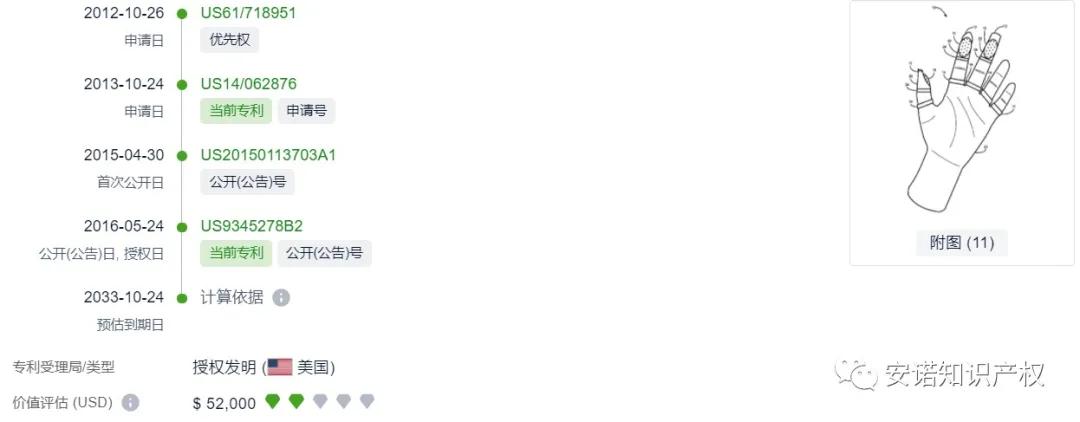 2012-10-26 US61/718951
申请日 优先权
2013-10-24 US14/062876
申请日 当前专利 申请号
2015-04-30 US20150113703A1
首次公开日 公开(公告)号
2016-05-24 US9345278B2
公开(公告)日, 授权日 当前专利 公开(公告)号
2033-10-24 计算依据
预估到期日
附图 (11)
专利受理局/类型 授权发明 (美国)
价值评估 (USD) $ 52,000
安诺知识产权